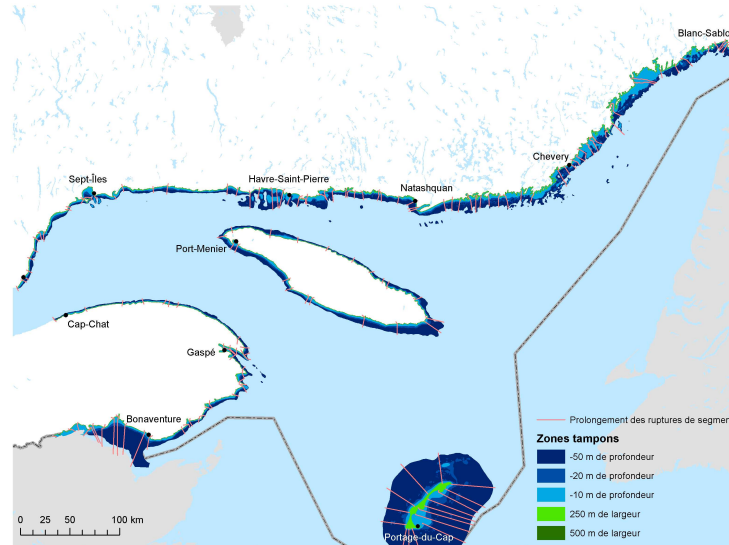 Blanc-Sablo
Chevery
Sept-Îles
Havre-Saint-Pierre
Natashquan
Port-Menier
Cap-Chat
Gaspé
Bonaventure
Prolongement des ruptures de segmen
Zones tampons
-50 m de profondeur
-20 m de profondeur
-10 m de profondeur
250 m de largeur
500 m de largeur
Portage-du-Cap
0 25 50 100 km